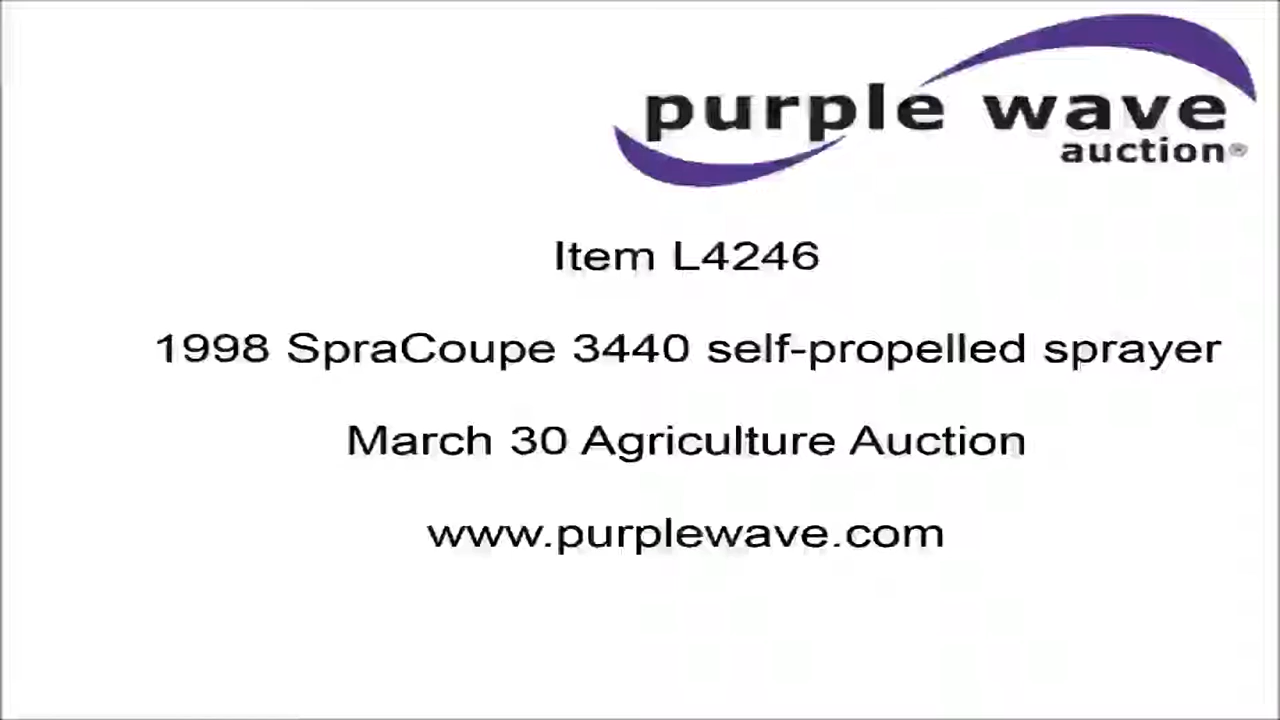 purple wave
auction®
Item L4246
1998 SpraCoupe 3440 self-propelled sprayer
March 30 Agriculture Auction
www.purplewave.com